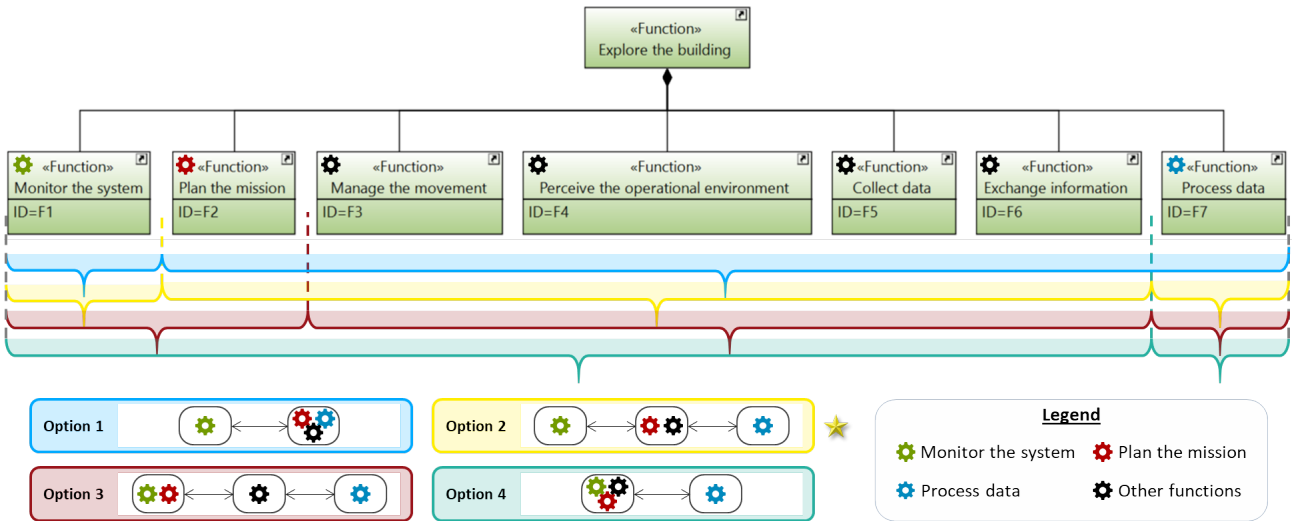 «Function»
Explore the building
«Function»
Monitor the system
ID=F1
«Function»
Plan the mission
ID=F2
«Function»
Manage the movement
ID=F3
«Function»
Perceive the operational environment
ID=F4
«Function»
Collect data
ID=F5
«Function»
Exchange information
ID=F6
«Function»
Process data
ID=F7
Option 1
Option 2
Option 3
Option 4
Legend
Monitor the system
Plan the mission
Process data
Other functions